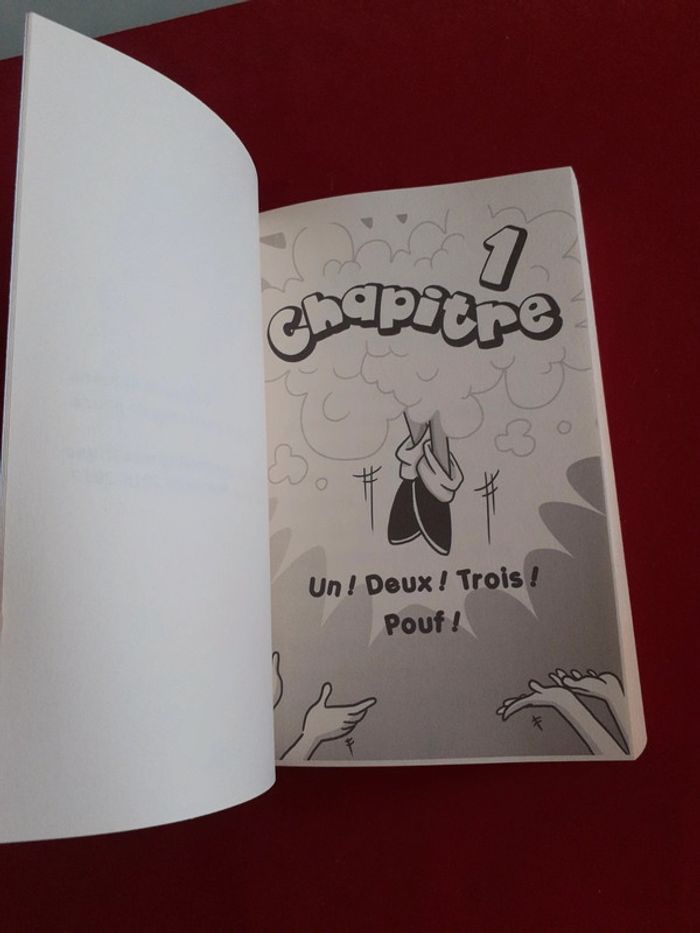 1
Chapitre
Un ! Deux ! Trois !
Pouf !